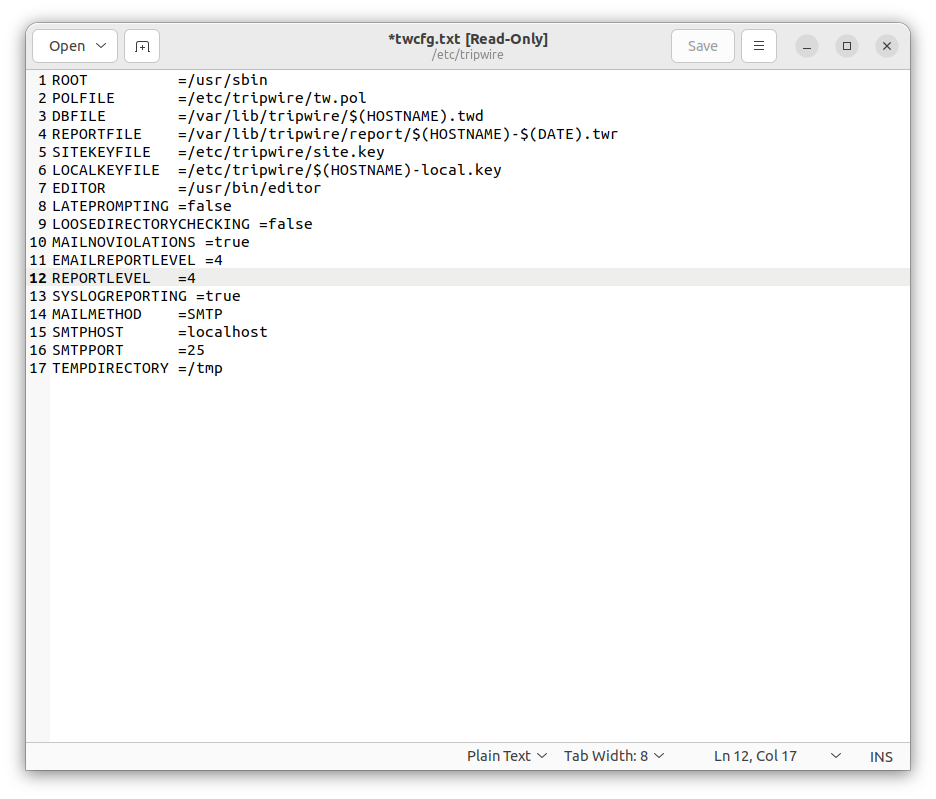 Open
*twcfg.txt [Read-Only]
/etc/tripwire
Save
1 ROOT          =/usr/sbin
2 POLFILE       =/etc/tripwire/tw.pol
3 DBFILE        =/var/lib/tripwire/$(HOSTNAME).twd
4 REPORTFILE    =/var/lib/tripwire/report/$(HOSTNAME)-$(DATE).twr
5 SITEKEYFILE   =/etc/tripwire/site.key
6 LOCALKEYFILE  =/etc/tripwire/$(HOSTNAME)-local.key
7 EDITOR        =/usr/bin/editor
8 LATEPROMPTING =false
9 LOOSEDIRECTORYCHECKING =false
10 MAILNOVIOLATIONS =true
11 EMAILREPORTLEVEL =4
12 REPORTLEVEL   =4
13 SYSLOGREPORTING =true
14 MAILMETHOD    =SMTP
15 SMTPHOST      =localhost
16 SMTPPORT      =25
17 TEMPDIRECTORY =/tmp
Plain Text Tab Width: 8 Ln 12, Col 17 INS